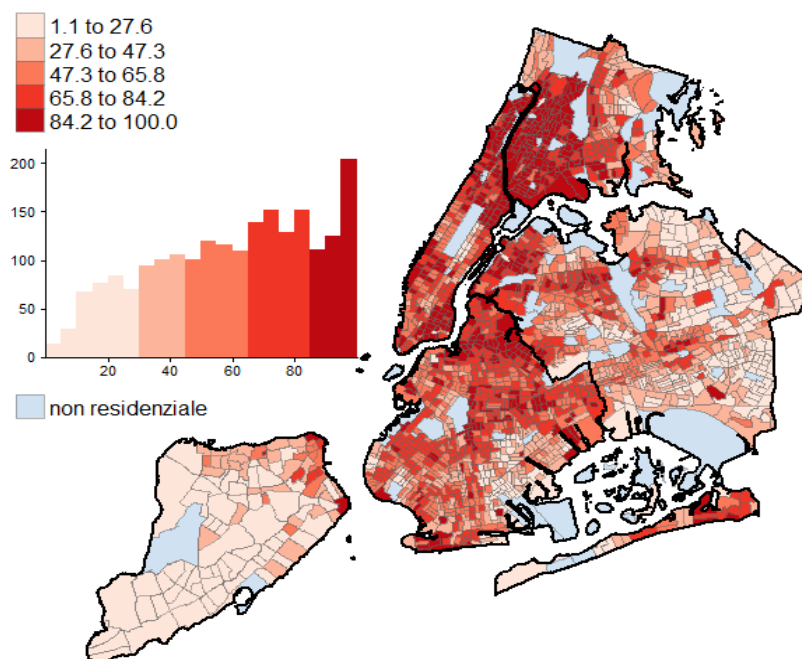 1.1 to 27.6
27.6 to 47.3
47.3 to 65.8
65.8 to 84.2
84.2 to 100.0
200
150
100
50
0
20 40 60 80
non residenziale